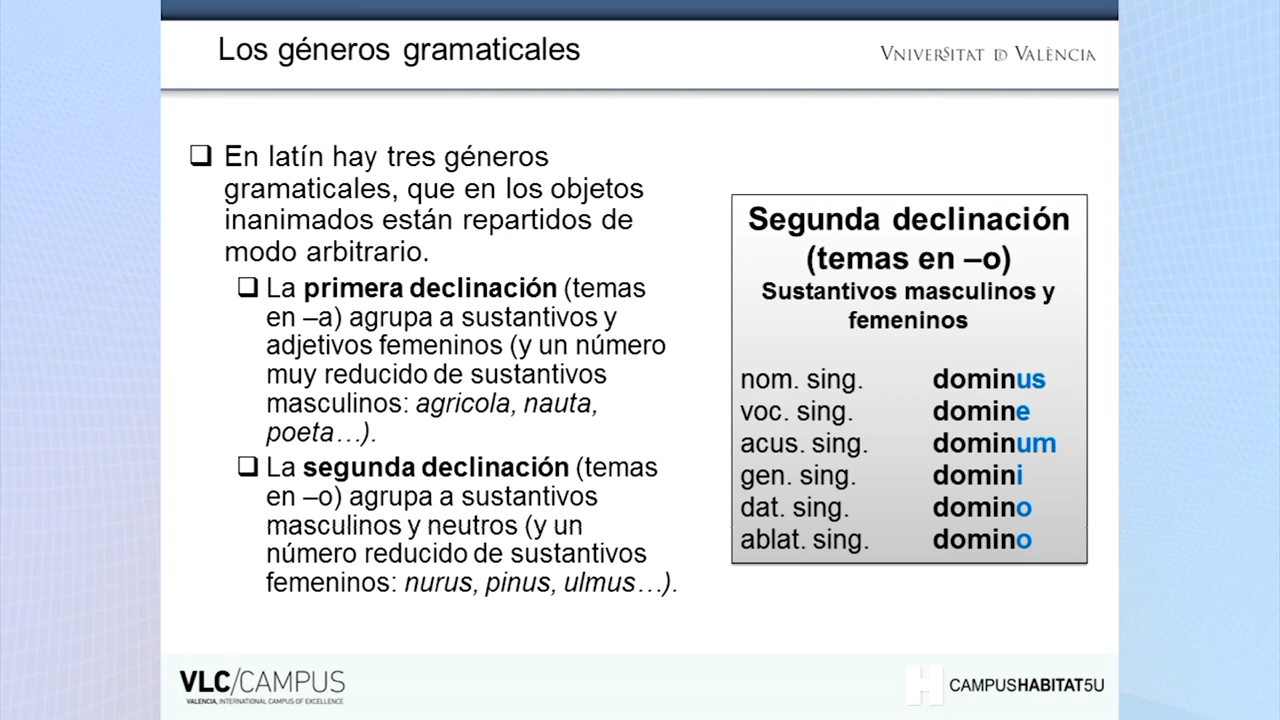 Los géneros gramaticales
VNIVERSITAT DE VALÈNCIA
❑ En latín hay tres géneros
gramaticales, que en los objetos
inanimados están repartidos de
modo arbitrario.
❑ La primera declinación (temas
en –a) agrupa a sustantivos y
adjetivos femeninos (y un número
muy reducido de sustantivos
masculinos: agricola, nauta,
poeta…).
❑ La segunda declinación (temas
en –o) agrupa a sustantivos
masculinos y neutros (y un
número reducido de sustantivos
femeninos: nurus, pinus, ulmus…).
Segunda declinación
(temas en –o)
Sustantivos masculinos y
femeninos
nom. sing. dominus
voc. sing. domine
acus. sing. dominum
gen. sing. domini
dat. sing. domino
ablat. sing. domino
VLC/CAMPUS
VALENCIA, INTERNATIONAL CAMPUS OF EXCELLENCE
H CAMPUSHABITAT5U